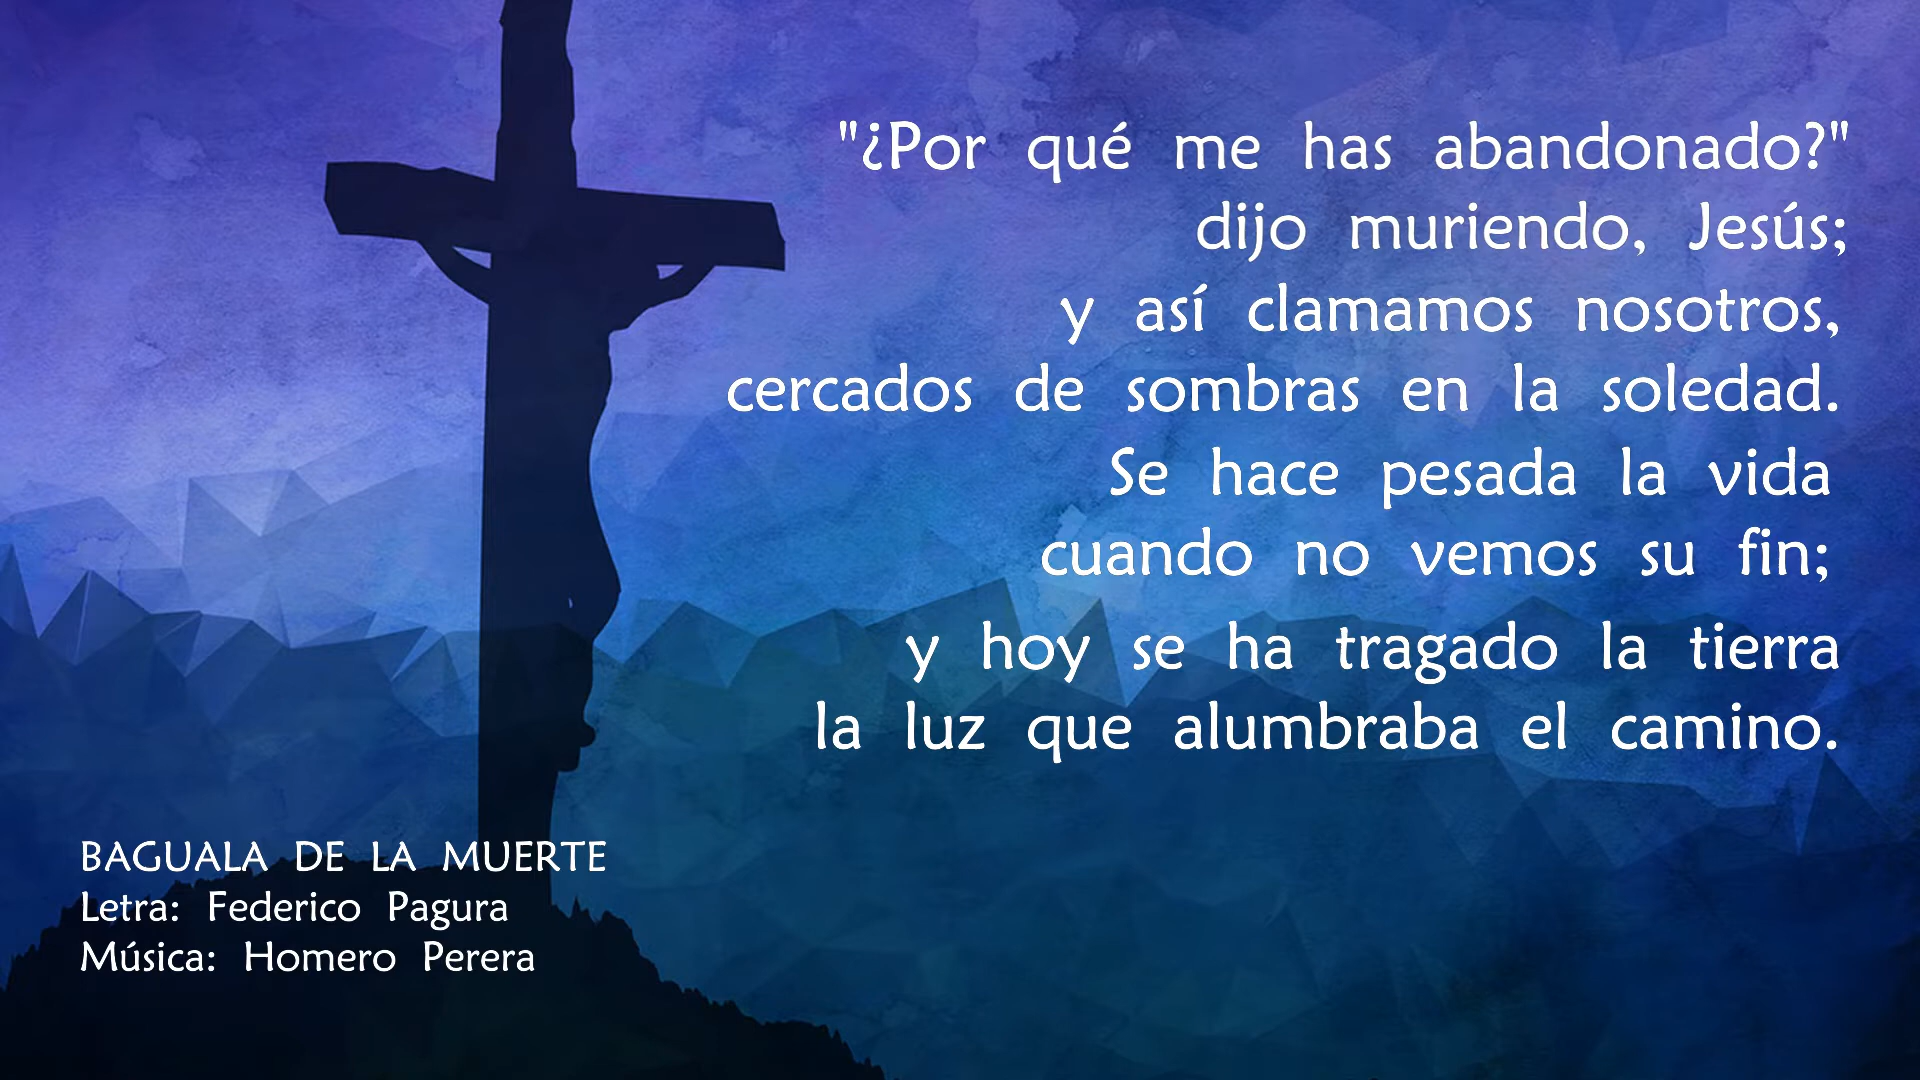 "¿Por qué me has abandonado?"
dijo muriendo, Jesús;
y así clamamos nosotros,
cercados de sombras en la soledad.
Se hace pesada la vida
cuando no vemos su fin;
y hoy se ha tragado la tierra
la luz que alumbraba el camino.
BAGUALA DE LA MUERTE
Letra: Federico Pagura
Música: Homero Perera